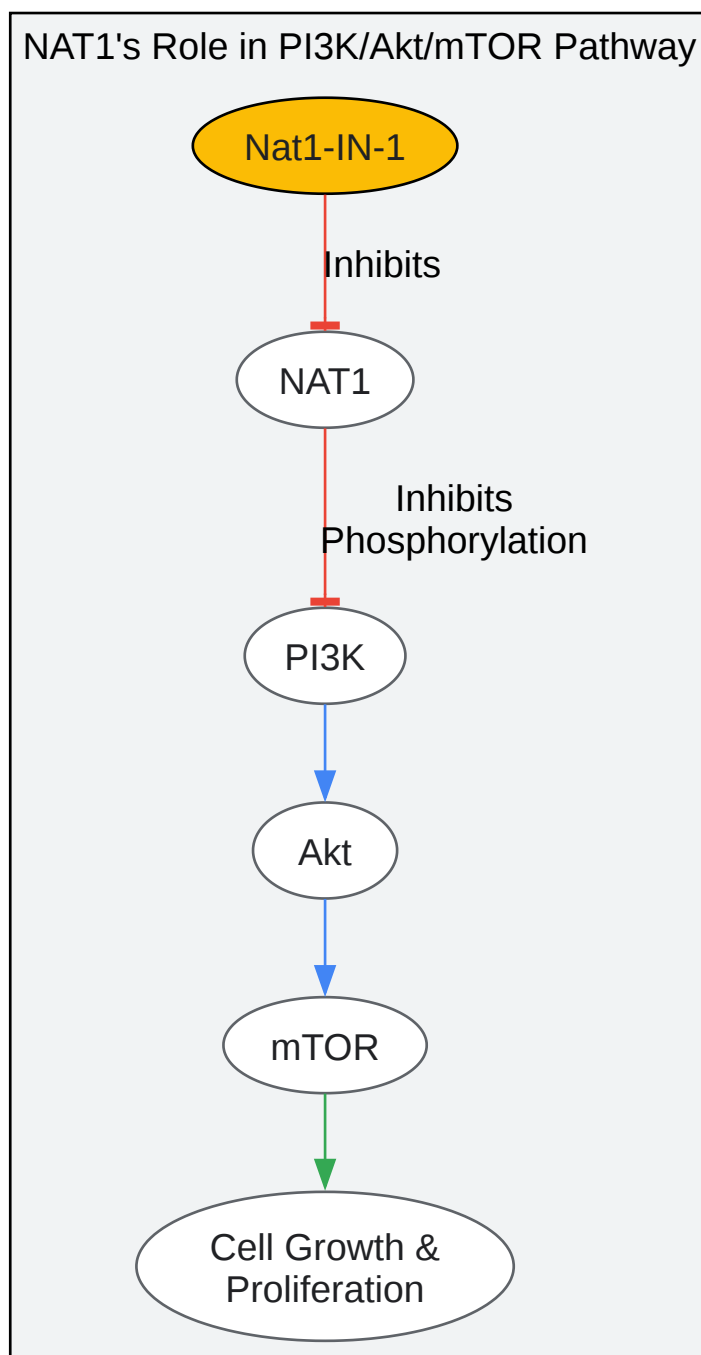 NAT1's Role in PI3K/Akt/mTOR Pathway
Nat1-IN-1
Inhibits
NAT1
Inhibits
Phosphorylation
PI3K
Akt
mTOR
Cell Growth &
Proliferation